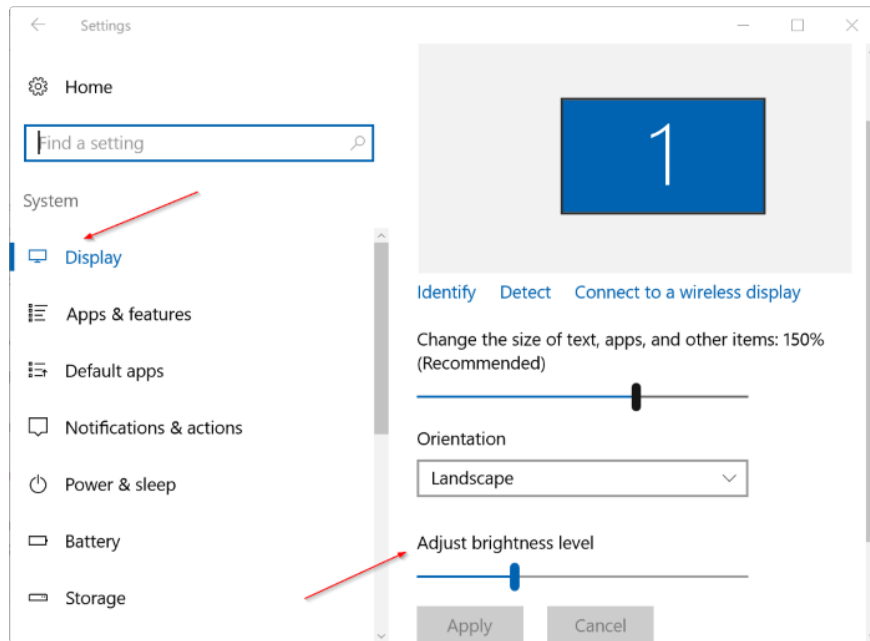 Settings
Home
Find a setting
System
Display
Apps & features
Default apps
Notifications & actions
Power & sleep
Battery
Storage
1
Identify Detect Connect to a wireless display
Change the size of text, apps, and other items: 150%
(Recommended)
Orientation
Landscape
Adjust brightness level
Apply Cancel